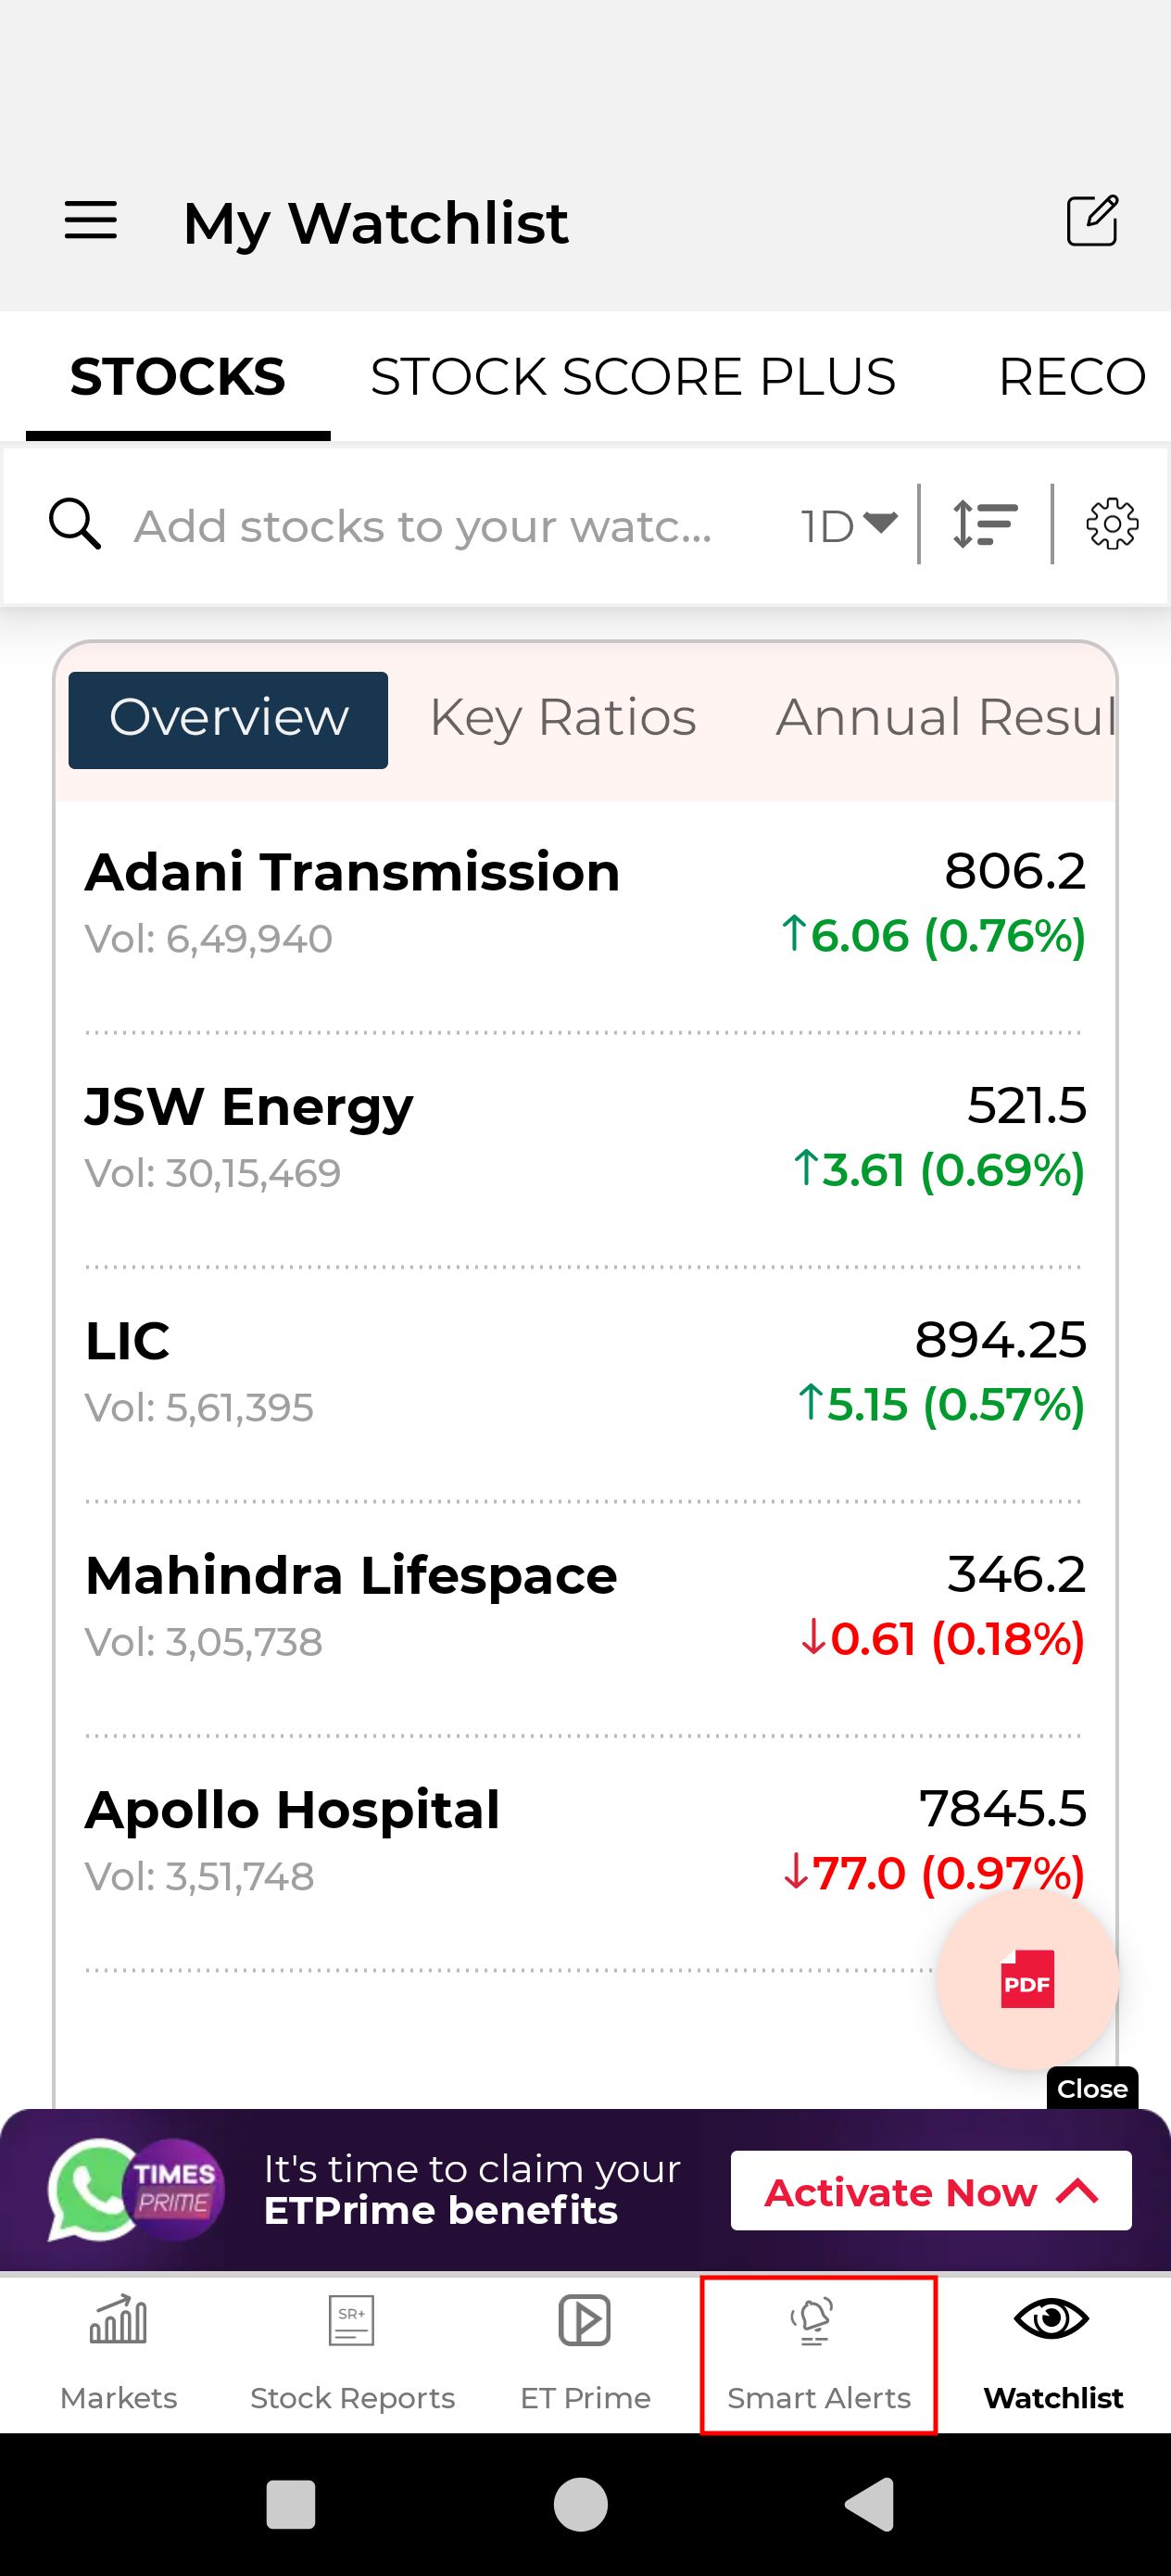 My Watchlist
STOCKS STOCK SCORE PLUS RECO
Add stocks to your watc... 1D
Overview Key Ratios Annual Resul
Adani Transmission 806.2
Vol: 6,49,940 ↑6.06 (0.76%)
JSW Energy 521.5
Vol: 30,15,469 ↑3.61 (0.69%)
LIC 894.25
Vol: 5,61,395 ↑5.15 (0.57%)
Mahindra Lifespace 346.2
Vol: 3,05,738 ↓0.61 (0.18%)
Apollo Hospital 7845.5
Vol: 3,51,748 ↓77.0 (0.97%)
PDF
Close
TIMES
PRIME
It's time to claim your
ETPrime benefits
Activate Now
SR+
Markets Stock Reports ET Prime Smart Alerts Watchlist